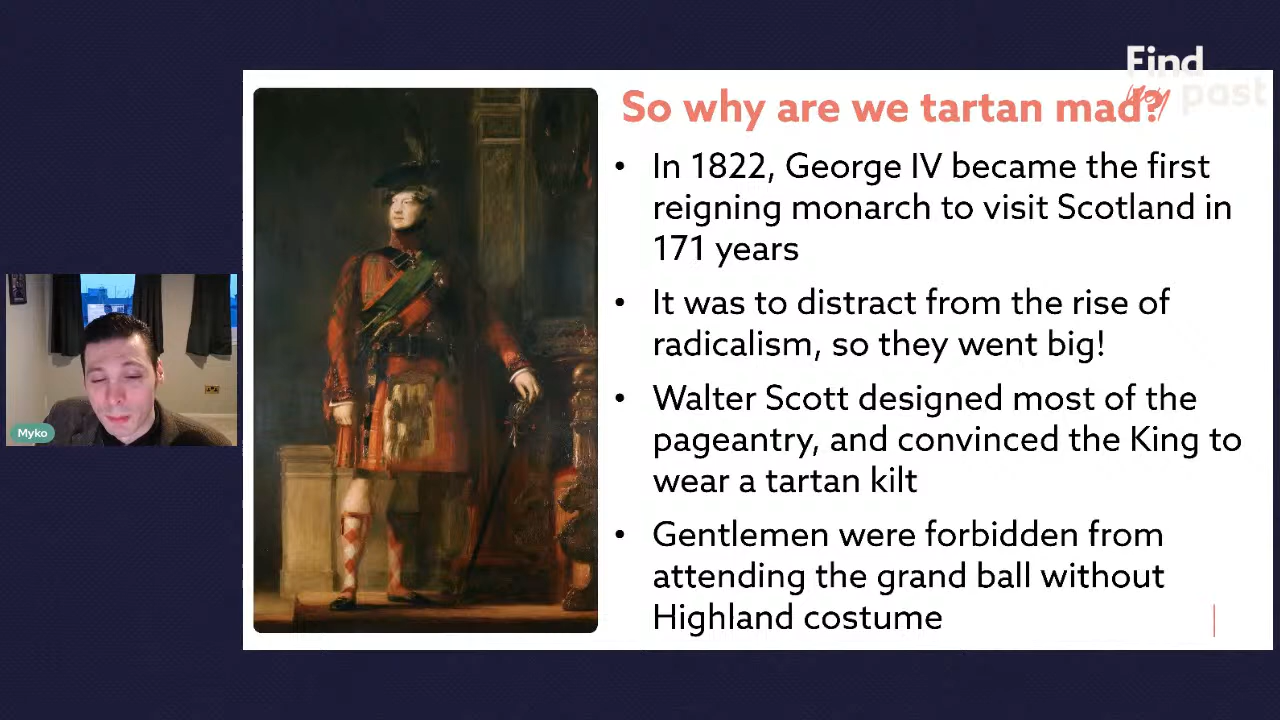 Find
my past
So why are we tartan mad?
• In 1822, George IV became the first
reigning monarch to visit Scotland in
171 years
• It was to distract from the rise of
radicalism, so they went big!
• Walter Scott designed most of the
pageantry, and convinced the King to
wear a tartan kilt
• Gentlemen were forbidden from
attending the grand ball without
Highland costume
Myko